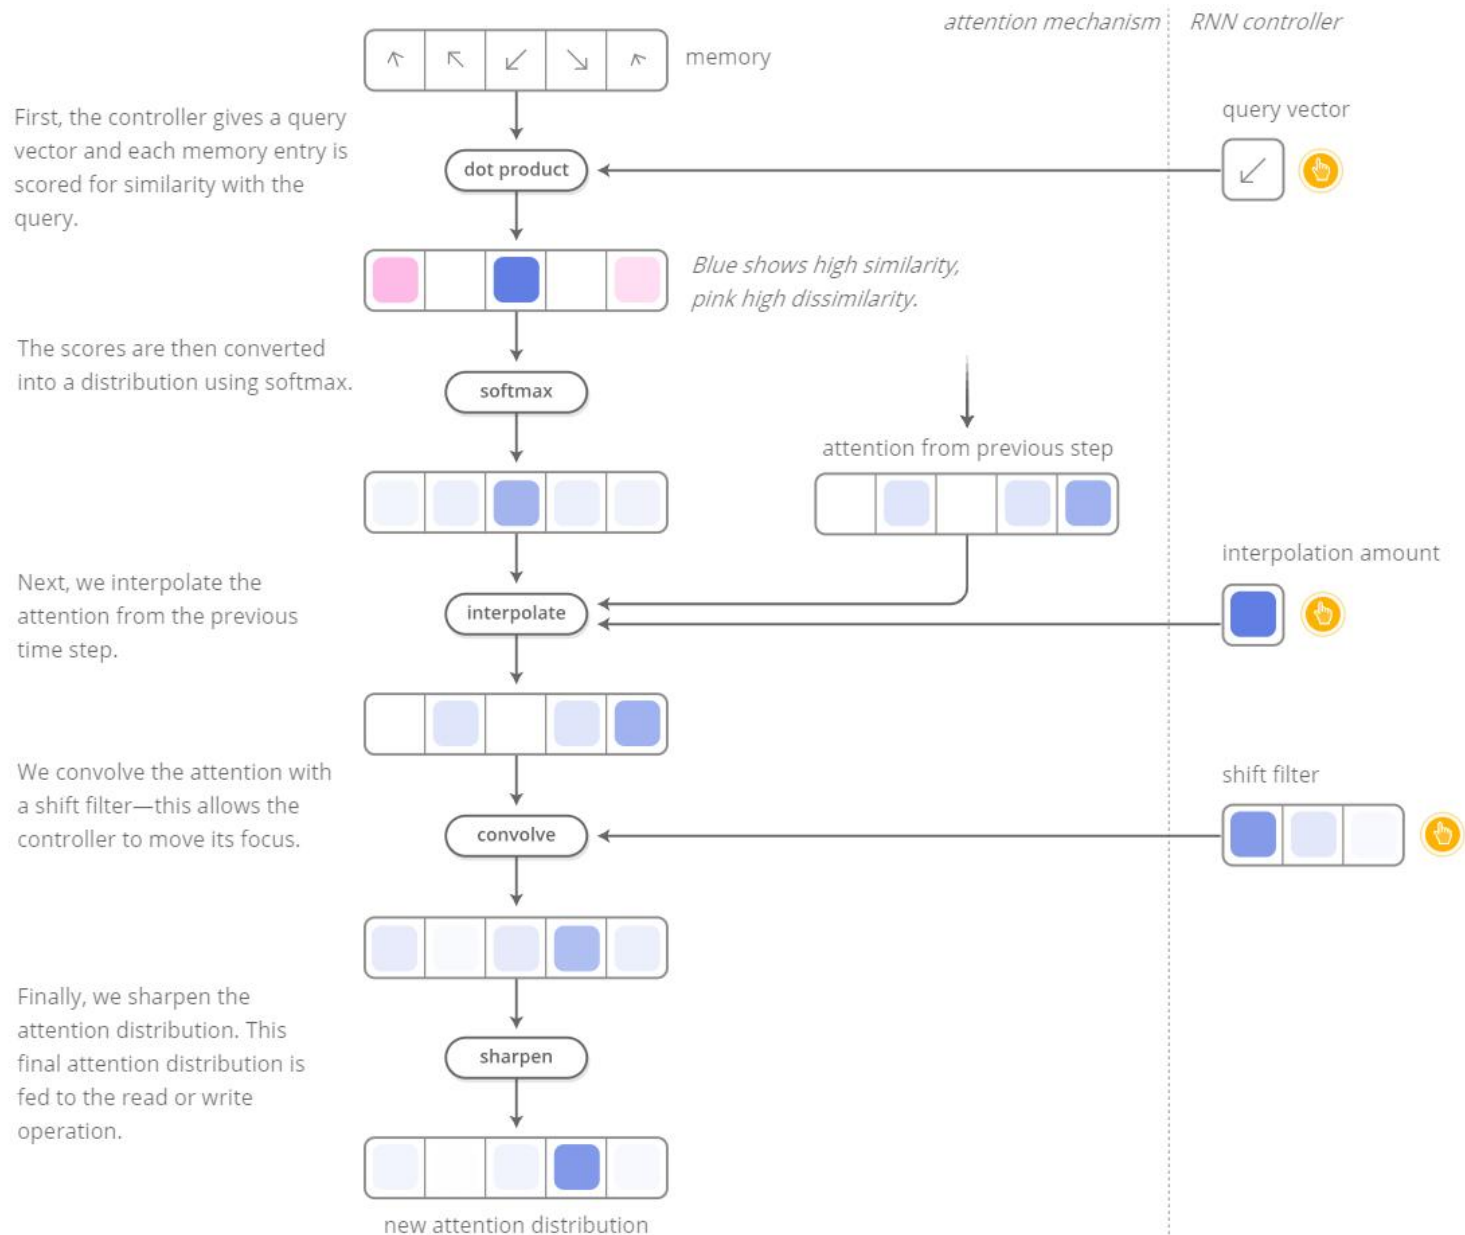 attention mechanism
RNN controller
memory
query vector
First, the controller gives a query
vector and each memory entry is
scored for similarity with the
query.
dot product
Blue shows high similarity,
pink high dissimilarity.
The scores are then converted
into a distribution using softmax.
softmax
attention from previous step
interpolation amount
Next, we interpolate the
attention from the previous
time step.
interpolate
We convolve the attention with
a shift filter—this allows the
controller to move its focus.
shift filter
convolve
Finally, we sharpen the
attention distribution. This
final attention distribution is
fed to the read or write
operation.
sharpen
new attention distribution